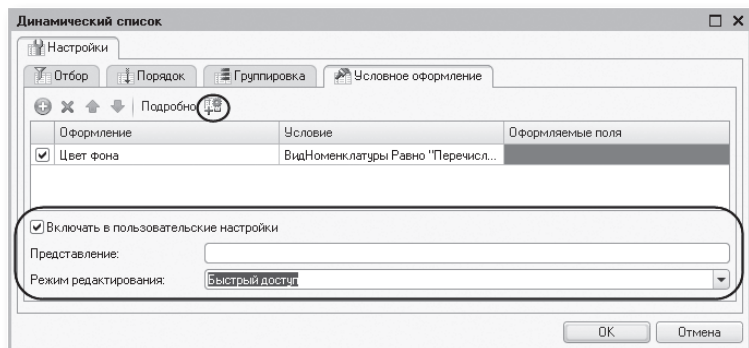 Динамический список
Настройки
Отбор Порядок Группировка Условное оформление
Подробно
Оформление Условие Оформляемые поля
Цвет фона ВидНоменклатуры Равно "Перечисл...
Включать в пользовательские настройки
Представление:
Режим редактирования: Быстрый доступ
OK Отмена